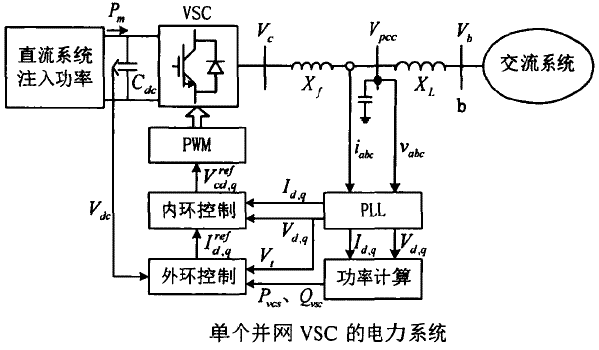 P_m
VSC
V_c
V_pcc
V_b
直流系统
注入功率
C_dc
X_f
X_L
交流系统
b
PWM
i_abc
v_abc
V_cd,q^ref
V_dc
内环控制
I_d,q
V_d,q
PLL
I_d,q^ref
V_t
I_d,q
V_d,q
外环控制
功率计算
P_vcs、Q_vsc
单个并网 VSC 的电力系统